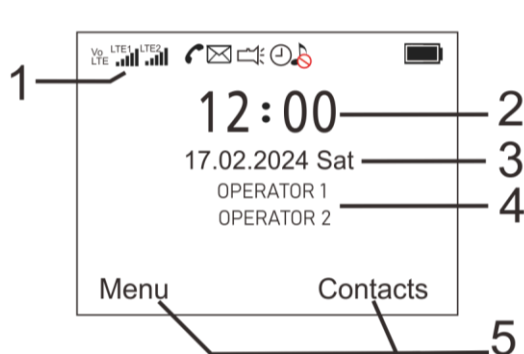 Vo LTE LTE1 LTE2
1
12:00 2
17.02.2024 Sat 3
OPERATOR 1
OPERATOR 2
4
Menu Contacts
5